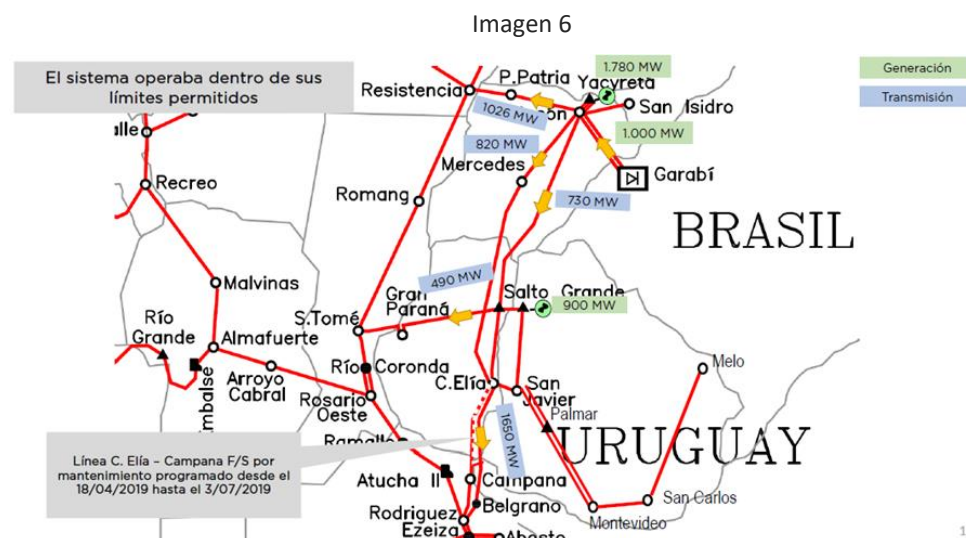 Imagen 6
El sistema operaba dentro de sus
límites permitidos
Resistencia
P.Patria
1.780 MW
Yacyretá
San Isidro
Generación
Transmisión
1026 MW
1.000 MW
820 MW
Mercedes
Garabí
730 MW
Recreo
Romang
BRASIL
Malvinas
490 MW
Gran
Paraná
Salto Grande
900 MW
S.Tomé
Río
Grande
Almafuerte
Río
Coronda
Arroyo
Cabral
Rosario
Oeste
C.Elía
San
Javier
Melo
Palmar
1650 MW
URUGUAY
Línea C. Elía – Campana F/S por
mantenimiento programado desde el
18/04/2019 hasta el 3/07/2019
Atucha II
Campana
San Carlos
Belgrano
Montevideo
Rodriguez
Ezeiza
1